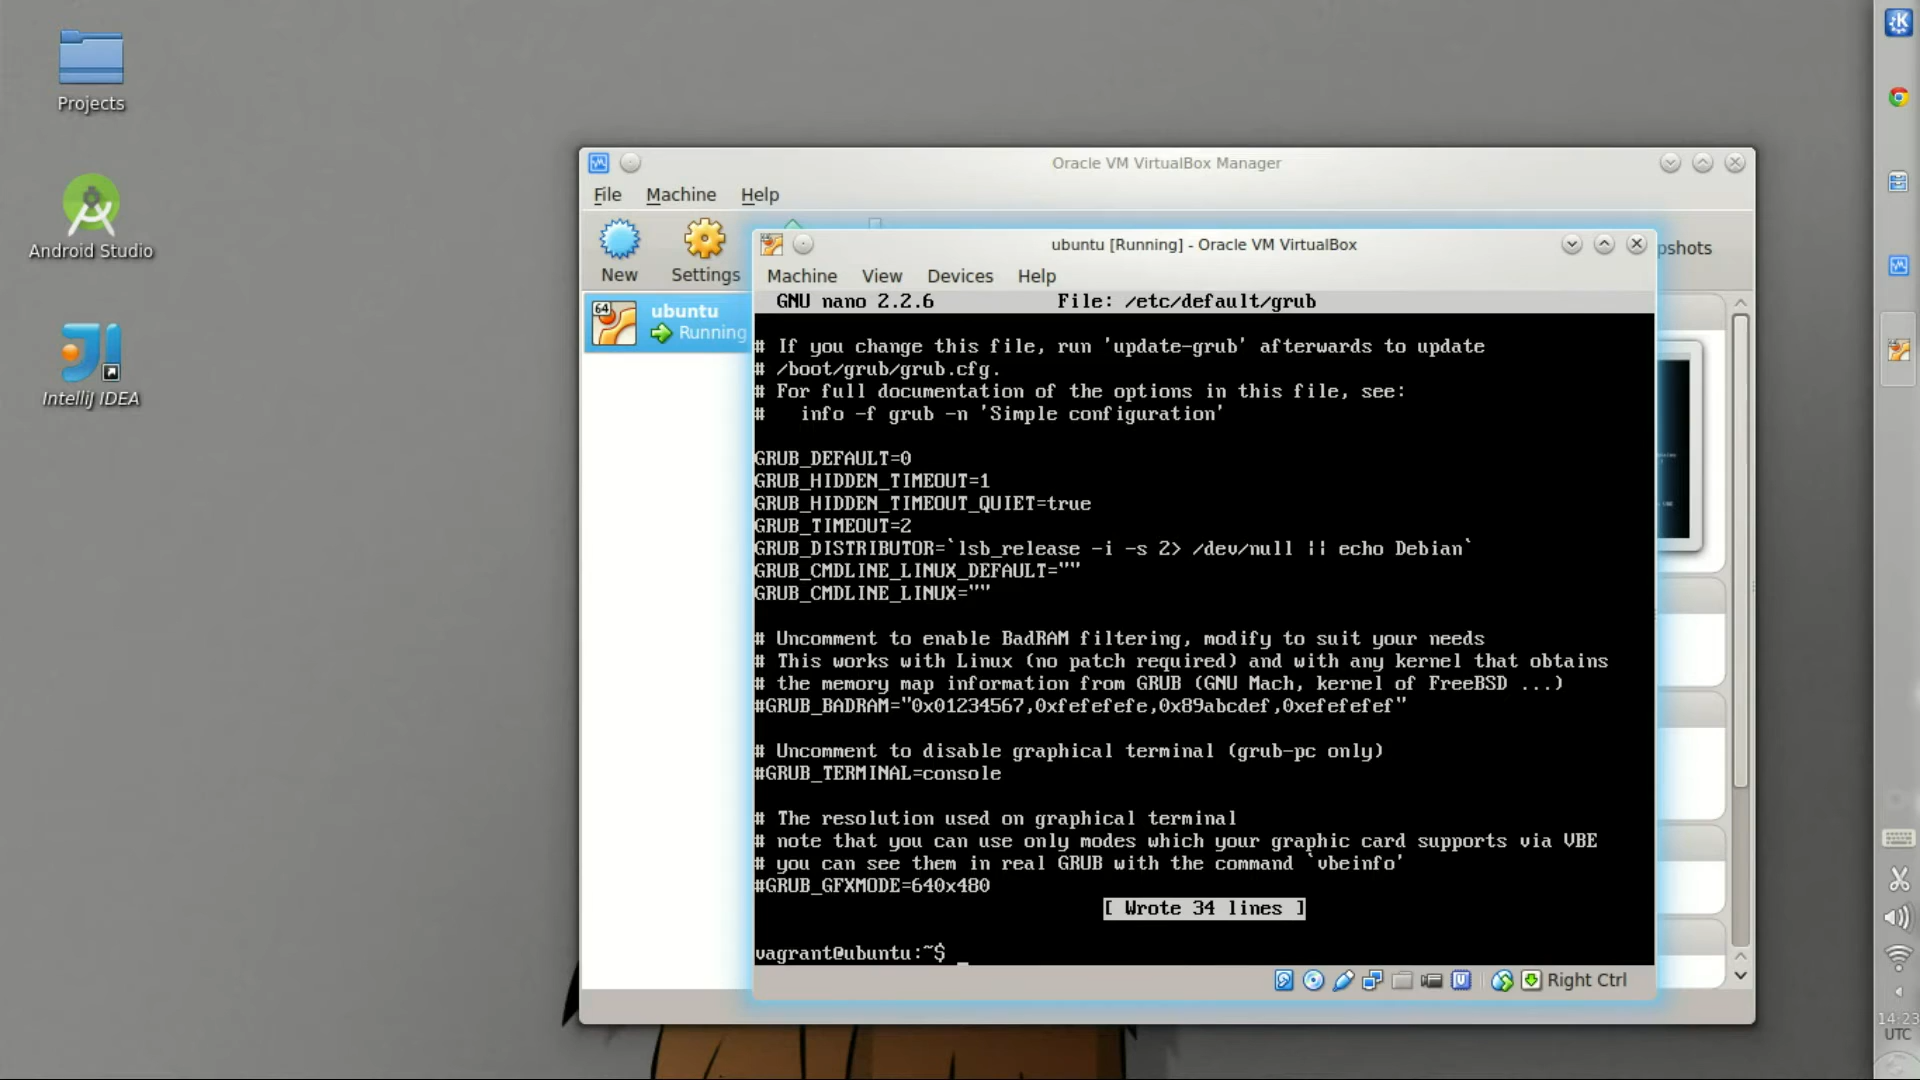 Projects
Android Studio
Intellij IDEA
Oracle VM VirtualBox Manager
File Machine Help
New
Settings
64
ubuntu
Running
ubuntu [Running] - Oracle VM VirtualBox
Machine View Devices Help
GNU nano 2.2.6 File: /etc/default/grub
# If you change this file, run 'update-grub' afterwards to update
# /boot/grub/grub.cfg.
# For full documentation of the options in this file, see:
#   info -f grub -n 'Simple configuration'
GRUB_DEFAULT=0
GRUB_HIDDEN_TIMEOUT=1
GRUB_HIDDEN_TIMEOUT_QUIET=true
GRUB_TIMEOUT=2
GRUB_DISTRIBUTOR=`lsb_release -i -s 2> /dev/null || echo Debian`
GRUB_CMDLINE_LINUX_DEFAULT=""
GRUB_CMDLINE_LINUX=""
# Uncomment to enable BadRAM filtering, modify to suit your needs
# This works with Linux (no patch required) and with any kernel that obtains
# the memory map information from GRUB (GNU Mach, kernel of FreeBSD ...)
#GRUB_BADRAM="0x01234567,0xfefefefe,0x89abcdef,0xefefefef"
# Uncomment to disable graphical terminal (grub-pc only)
#GRUB_TERMINAL=console
# The resolution used on graphical terminal
# note that you can use only modes which your graphic card supports via VBE
# you can see them in real GRUB with the command `vbeinfo'
#GRUB_GFXMODE=640x480
[ Wrote 34 lines ]
vagrant@ubuntu:~$ _
Right Ctrl
pshots
14:23
UTC